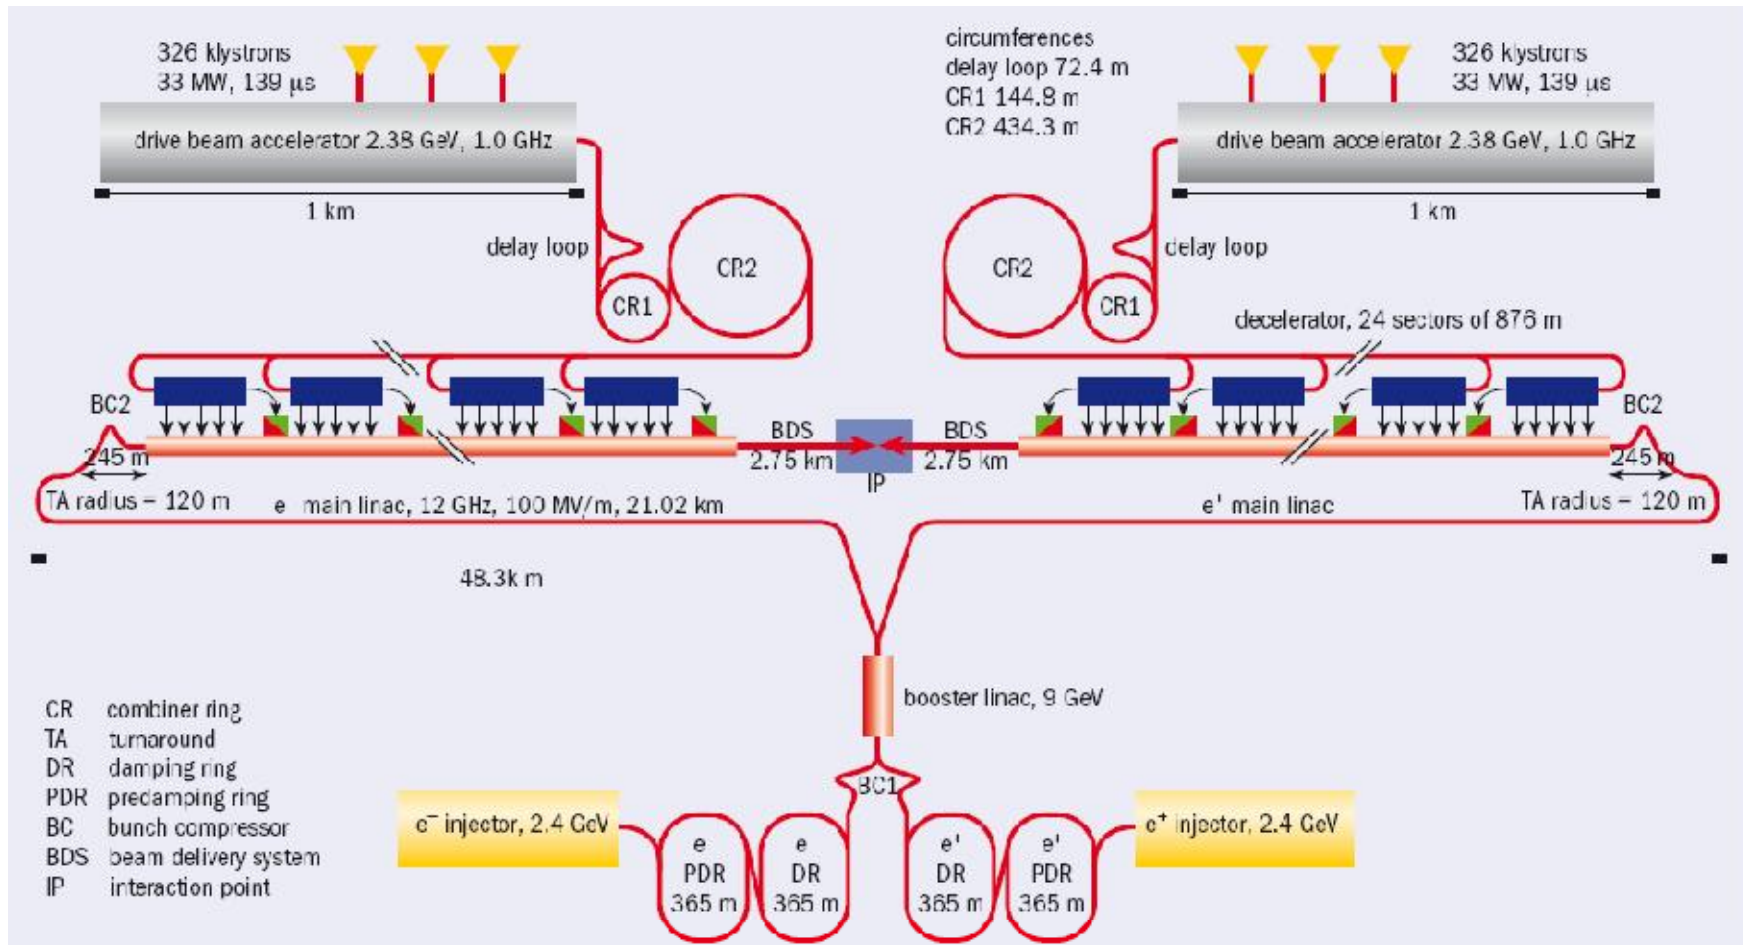 326 klystrons
33 MW, 139 μs
circumferences
delay loop 72.4 m
CR1 144.8 m
CR2 434.3 m
326 klystrons
33 MW, 139 μs
drive beam accelerator 2.38 GeV, 1.0 GHz
drive beam accelerator 2.38 GeV, 1.0 GHz
1 km
1 km
delay loop
CR2
CR1
CR2
CR1
delay loop
decelerator, 24 sectors of 876 m
BC2
BC2
245 m
BDS
2.75 km
IP
BDS
2.75 km
245 m
TA radius = 120 m
e main linac, 12 GHz, 100 MV/m, 21.02 km
e+ main linac
TA radius = 120 m
48.3k m
booster linac, 9 GeV
BC1
CR combiner ring
TA turnaround
DR damping ring
PDR predamping ring
BC bunch compressor
BDS beam delivery system
IP interaction point
e− injector, 2.4 GeV
e
PDR
365 m
e
DR
365 m
e+
DR
365 m
e+
PDR
365 m
e+ injector, 2.4 GeV